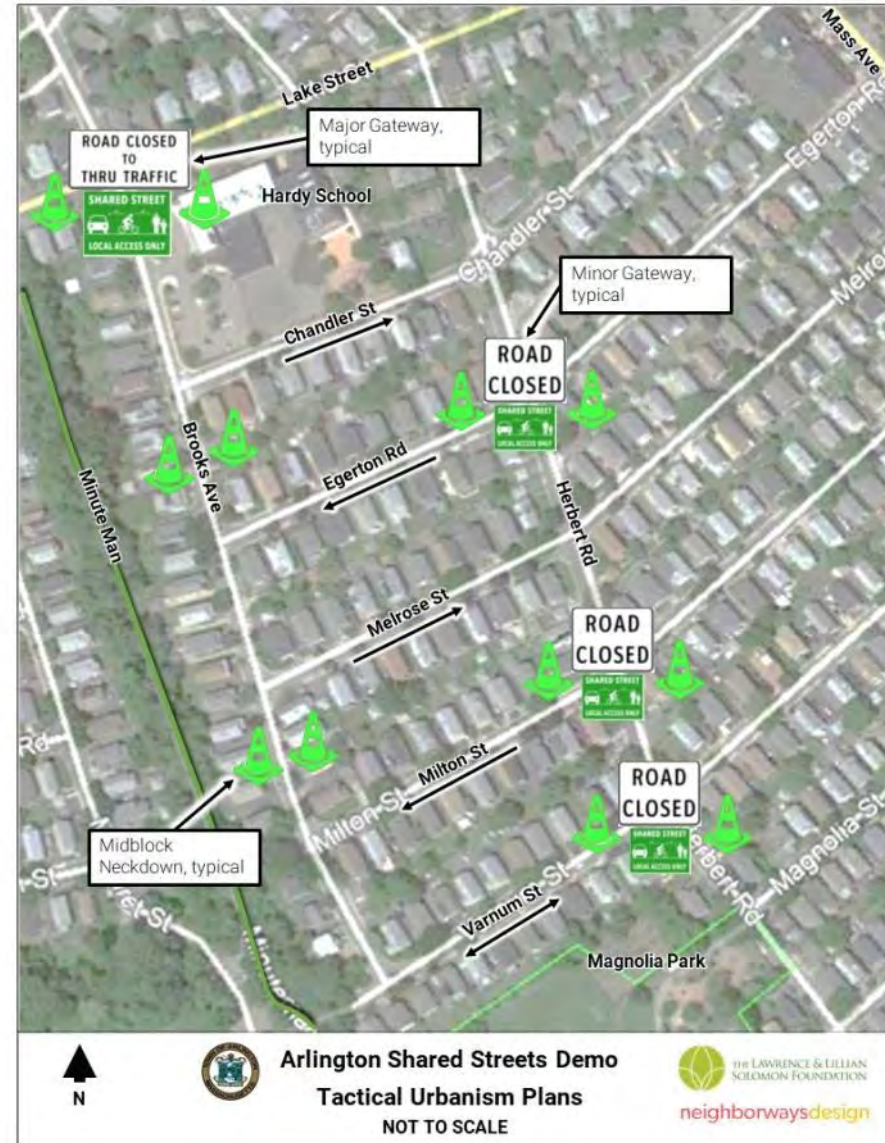 Mass Ave
Lake Street
Egerton Rd
ROAD CLOSED
TO
THRU TRAFFIC
SHARED STREET
LOCAL ACCESS ONLY
Major Gateway,
typical
Hardy School
Chandler St
Minor Gateway,
typical
Melrose
Chandler St
ROAD
CLOSED
SHARED STREET
LOCAL ACCESS ONLY
Brooks Ave
Egerton Rd
Minute Man
Herbert Rd
Melrose St
ROAD
CLOSED
SHARED STREET
LOCAL ACCESS ONLY
Rd
Milton St
Milton St
ROAD
CLOSED
SHARED STREET
LOCAL ACCESS ONLY
Midblock
Neckdown, typical
St
Herbert Rd
Magnolia St
St
Varnum St
Magnolia Park
Arlington Shared Streets Demo
Tactical Urbanism Plans
NOT TO SCALE
N
THE LAWRENCE & LILLIAN
SOLOMON FOUNDATION
neighborwaysdesign